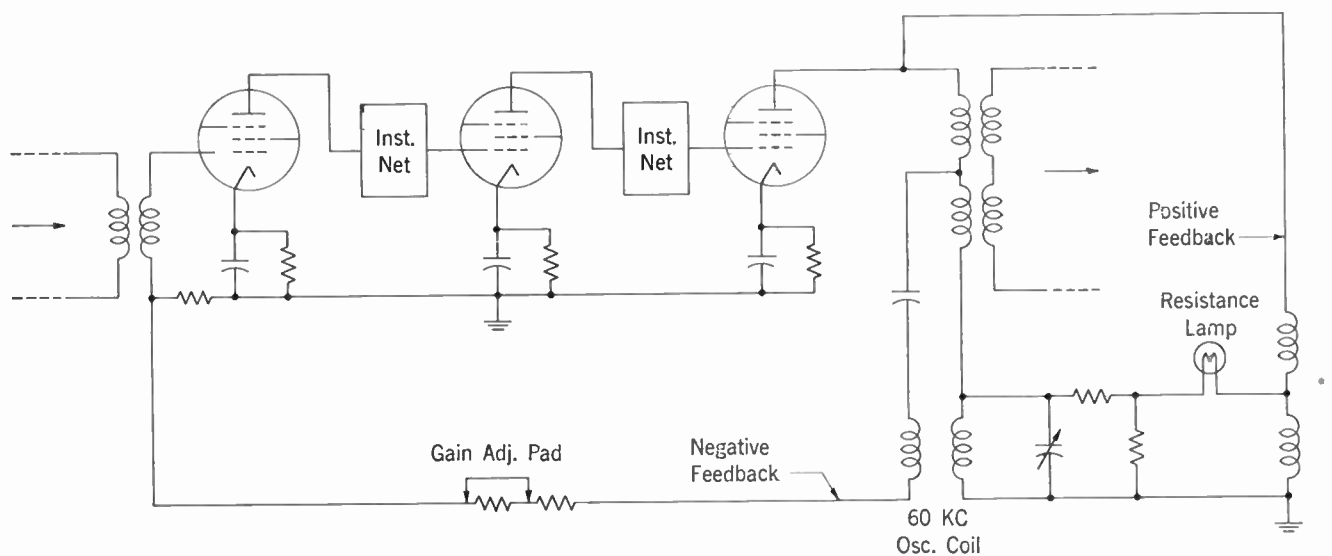 Inst.
Net
Inst.
Net
Positive
Feedback
Resistance
Lamp
Gain Adj. Pad
Negative
Feedback
60 KC
Osc. Coil